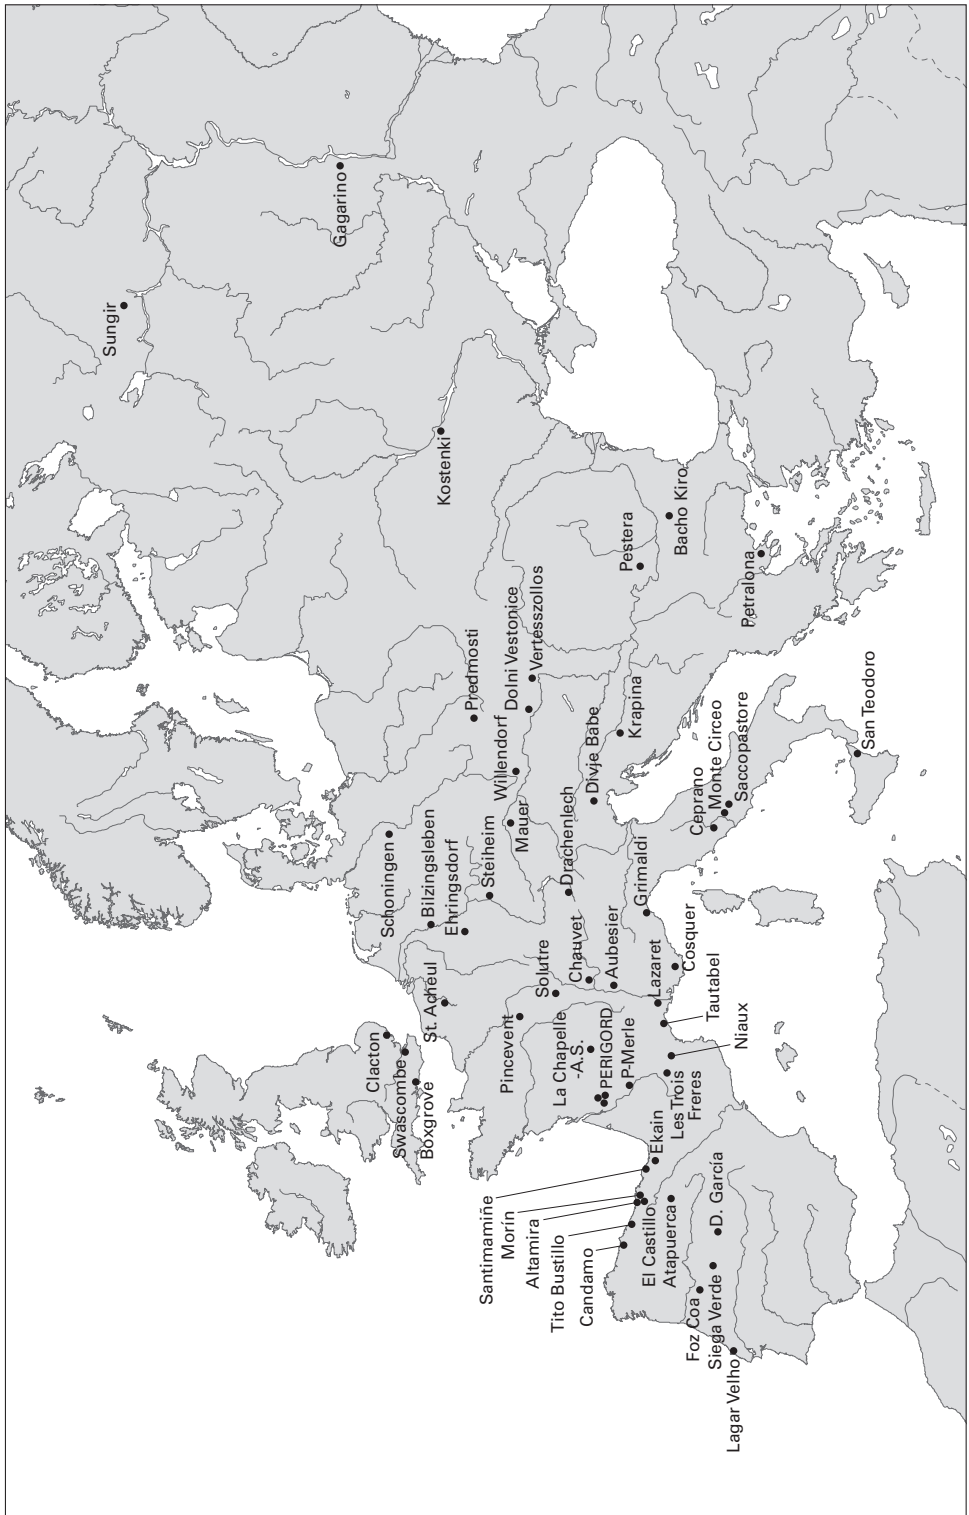 Sungir
Gagarino
Kostenki
Clacton
Swascombe
Boxgrove
St. Acheul
Schoningen
Bilzingsleben
Ehringsdorf
Steiheim
Predmosti
Willendorf
Mauer
Dolni Vestonice
Vertesszollos
Pincevent
Solutre
Drachenlech
Divje Babe
Krapina
Pestera
Bacho Kiro
Petralona
La Chapelle
-A.S.
PERIGORD
P-Merle
Chauvet
Aubesier
Lazaret
Grimaldi
Cosquer
Tautabel
Niaux
Les Trois
Freres
Ekain
Santimamiñe
Morín
Altamira
Tito Bustillo
Candamo
El Castillo
Atapuerca
D. García
Foz Coa
Siega Verde
Lagar Velho
Ceprano
Monte Circeo
Saccopastore
San Teodoro